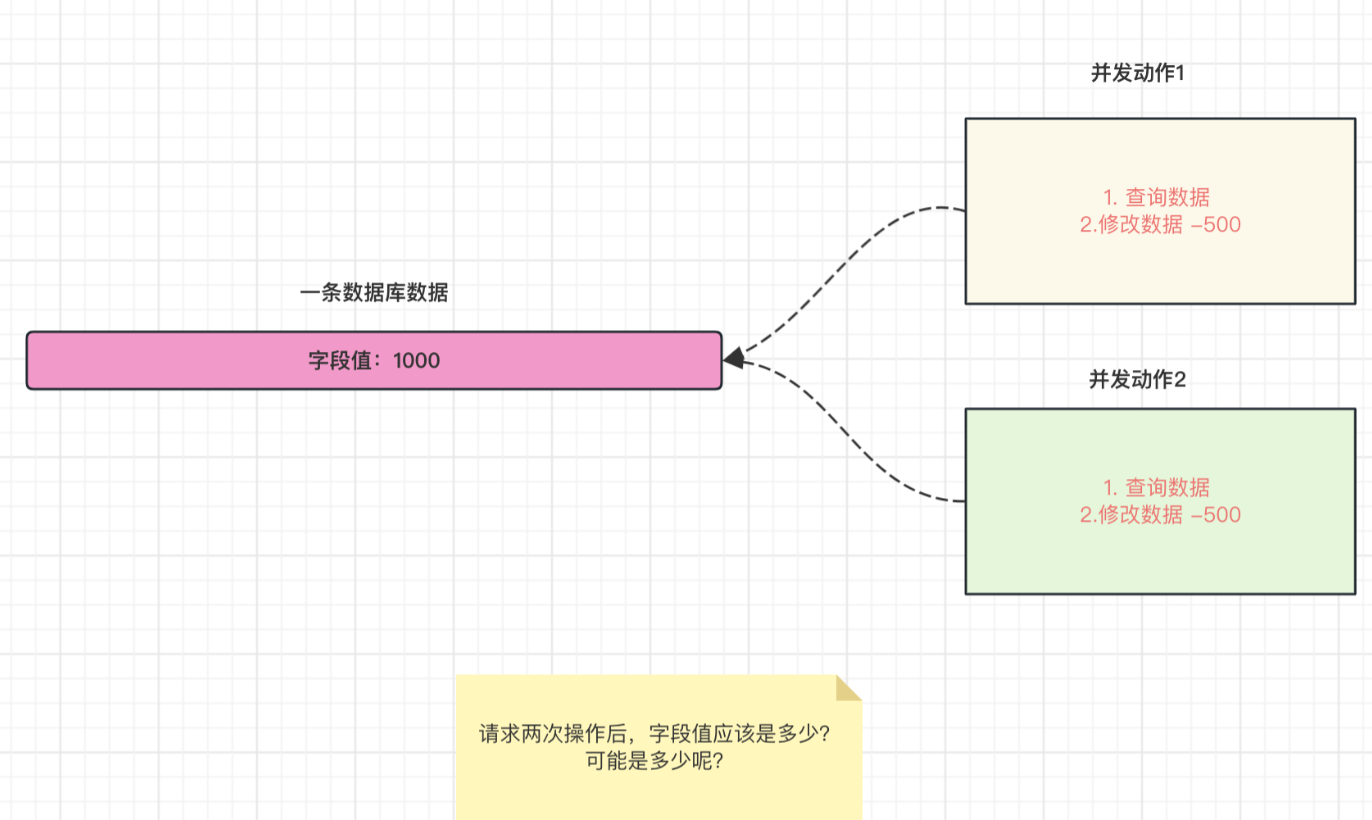 并发动作1
1. 查询数据
2.修改数据 -500
一条数据库数据
字段值：1000
并发动作2
1. 查询数据
2.修改数据 -500
请求两次操作后，字段值应该是多少？
可能是多少呢？